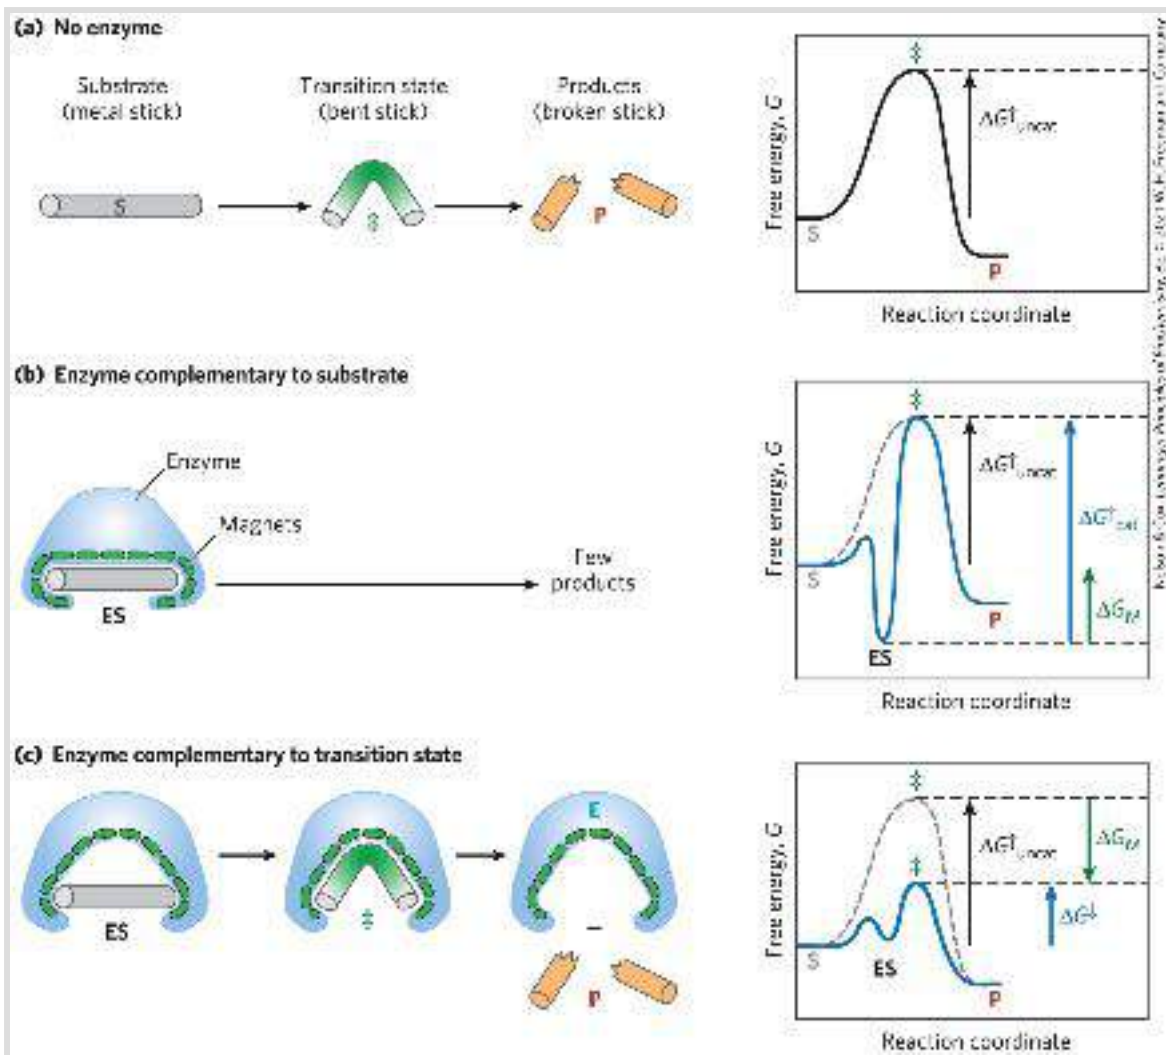 (a) No enzyme
Substrate
(metal stick)
Transition state
(bent stick)
Products
(broken stick)
S
‡
P
Free energy, G
‡
ΔG‡uncat
S
P
Reaction coordinate
(b) Enzyme complementary to substrate
Enzyme
Magnets
Few
products
ES
Free energy, G
‡
ΔG‡uncat
ΔG‡cat
S
ΔGM
P
ES
Reaction coordinate
(c) Enzyme complementary to transition state
E
ES
‡
P
Free energy, G
‡
ΔG‡uncat
ΔGM
‡
S
ES
P
Reaction coordinate